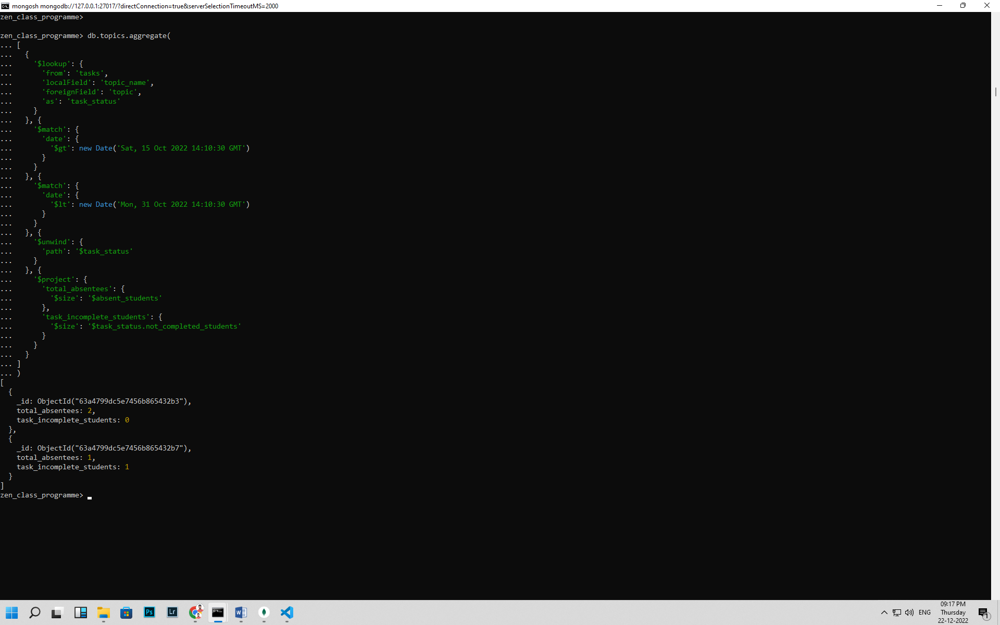 mongosh mongodb://127.0.0.1:27017/?directConnection=true&serverSelectionTimeoutMS=2000
zen_class_programme>
zen_class_programme> db.topics.aggregate(
... [
...   {
...     '$lookup': {
...       'from': 'tasks',
...       'localField': 'topic_name',
...       'foreignField': 'topic',
...       'as': 'task_status'
...     }
...   }, {
...     '$match': {
...       'date': {
...         '$gt': new Date('Sat, 15 Oct 2022 14:10:30 GMT')
...       }
...     }
...   }, {
...     '$match': {
...       'date': {
...         '$lt': new Date('Mon, 31 Oct 2022 14:10:30 GMT')
...       }
...     }
...   }, {
...     '$unwind': {
...       'path': '$task_status'
...     }
...   }, {
...     '$project': {
...       'total_absentees': {
...         '$size': '$absent_students'
...       },
...       'task_incomplete_students': {
...         '$size': '$task_status.not_completed_students'
...       }
...     }
...   }
... ]
... )
[
  {
    _id: ObjectId("63a4799dc5e7456b865432b3"),
    total_absentees: 2,
    task_incomplete_students: 0
  },
  {
    _id: ObjectId("63a4799dc5e7456b865432b7"),
    total_absentees: 1,
    task_incomplete_students: 1
  }
]
zen_class_programme>
Ps
Lr
ENG
09:17 PM
Thursday
22-12-2022
1